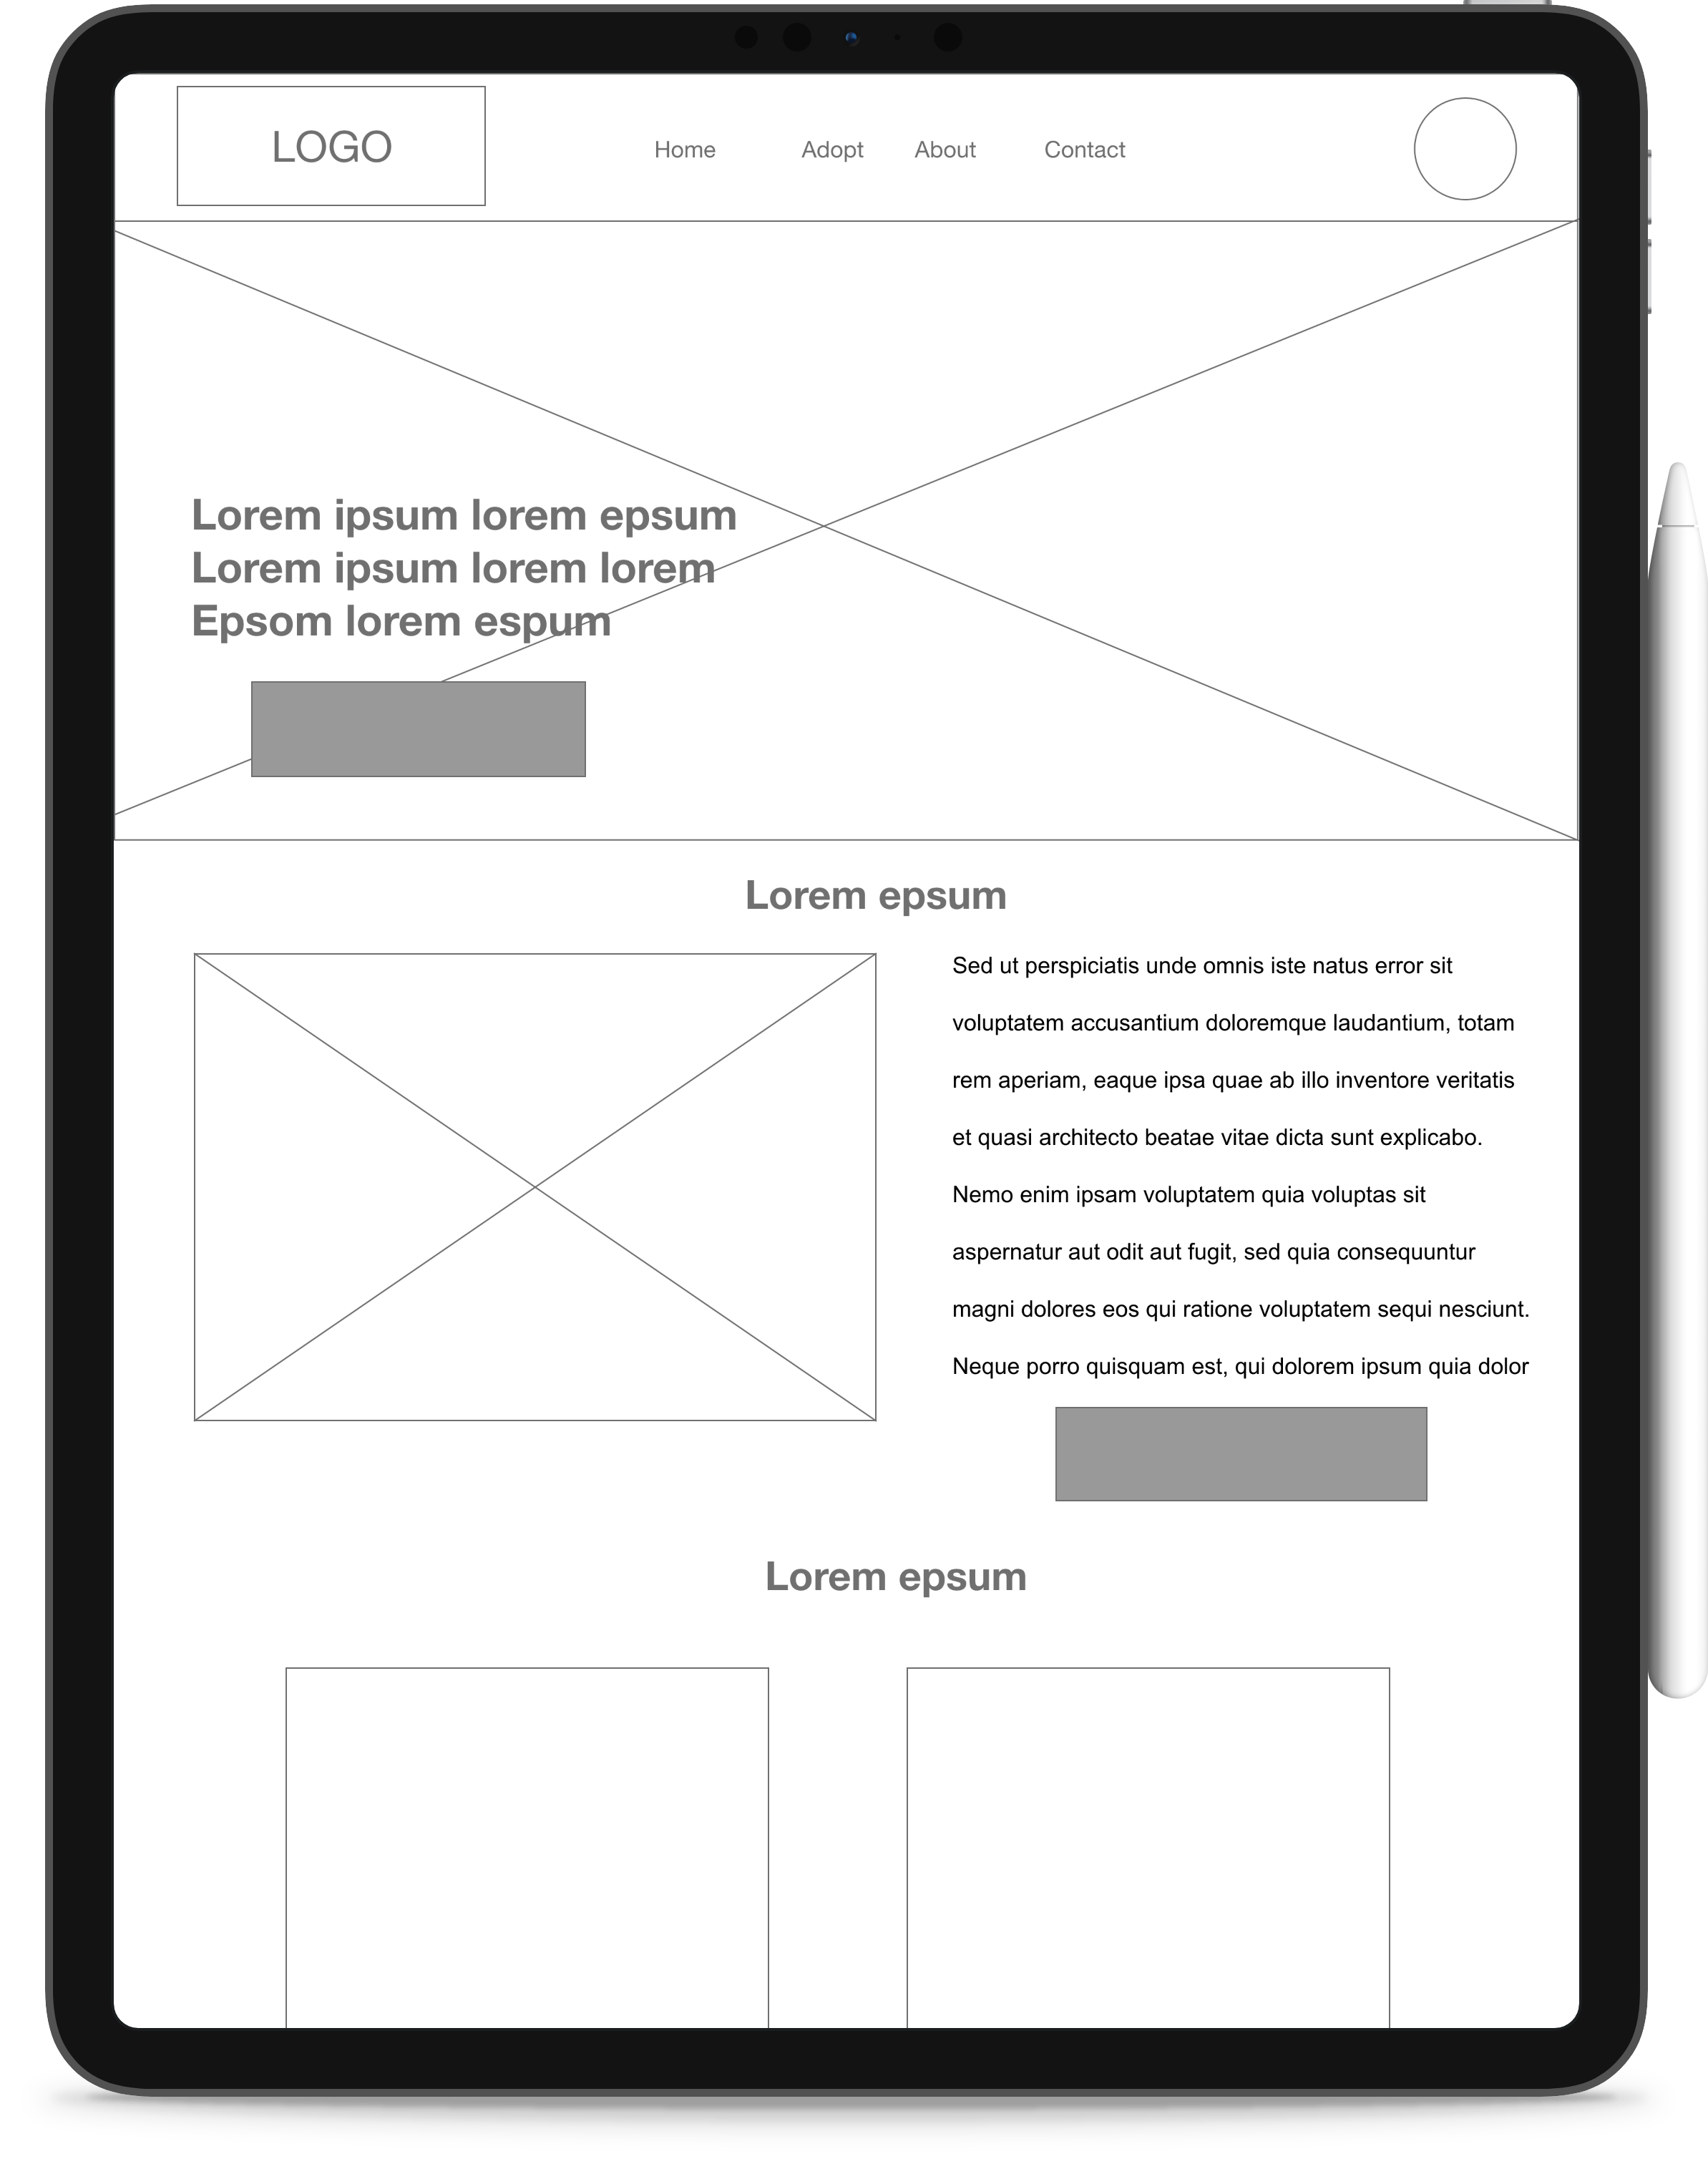 LOGO
Home Adopt About Contact
Lorem ipsum lorem epsum
Lorem ipsum lorem lorem
Epsom lorem espum
Lorem epsum
Sed ut perspiciatis unde omnis iste natus error sit
voluptatem accusantium doloremque laudantium, totam
rem aperiam, eaque ipsa quae ab illo inventore veritatis
et quasi architecto beatae vitae dicta sunt explicabo.
Nemo enim ipsam voluptatem quia voluptas sit
aspernatur aut odit aut fugit, sed quia consequuntur
magni dolores eos qui ratione voluptatem sequi nesciunt.
Neque porro quisquam est, qui dolorem ipsum quia dolor
Lorem epsum